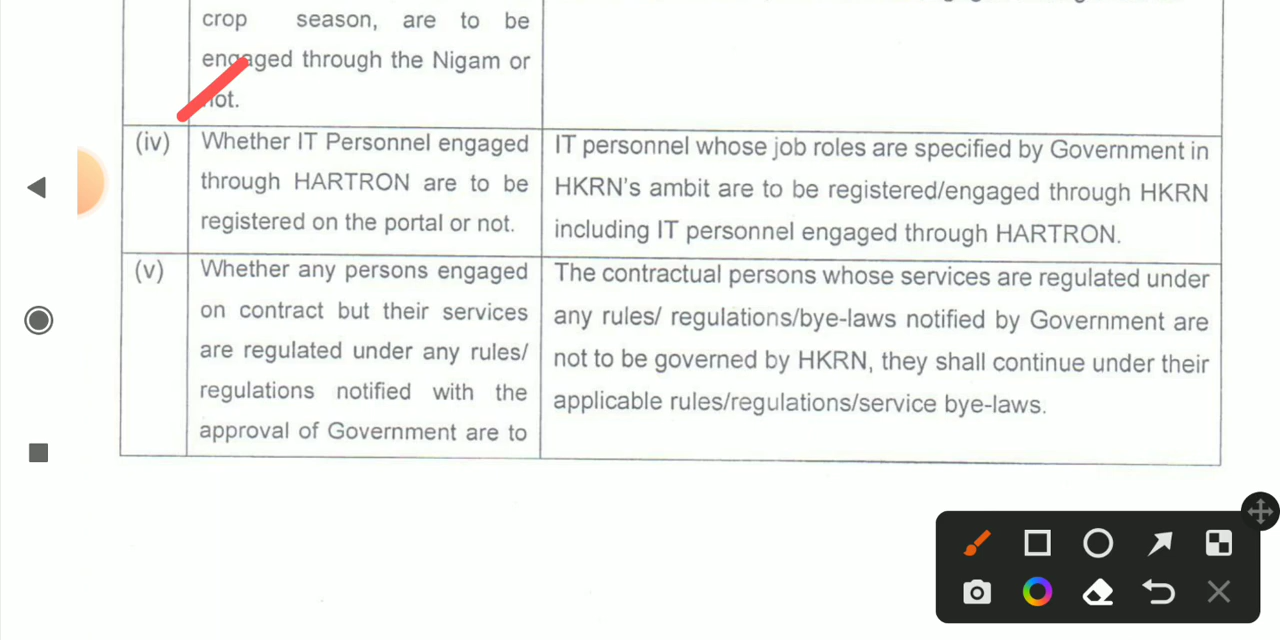 crop season, are to be
engaged through the Nigam or
not.
(iv) Whether IT Personnel engaged
through HARTRON are to be
registered on the portal or not.
IT personnel whose job roles are specified by Government in
HKRN's ambit are to be registered/engaged through HKRN
including IT personnel engaged through HARTRON.
(v) Whether any persons engaged
on contract but their services
are regulated under any rules/
regulations notified with the
approval of Government are to
The contractual persons whose services are regulated under
any rules/ regulations/bye-laws notified by Government are
not to be governed by HKRN, they shall continue under their
applicable rules/regulations/service bye-laws.